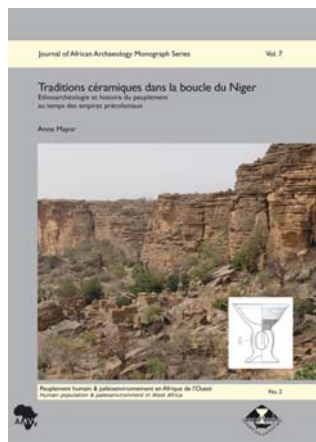 Journal of African Archaeology Monograph Series Vol. 7
Traditions céramiques dans la boucle du Niger
Ethnoarchéologie et histoire du peuplement
au temps des empires précoloniaux
Anne Mayor
Peuplement humain & paléoenvironnement en Afrique de l'Ouest
Human population & paleoenvironment in West Africa
No. 2